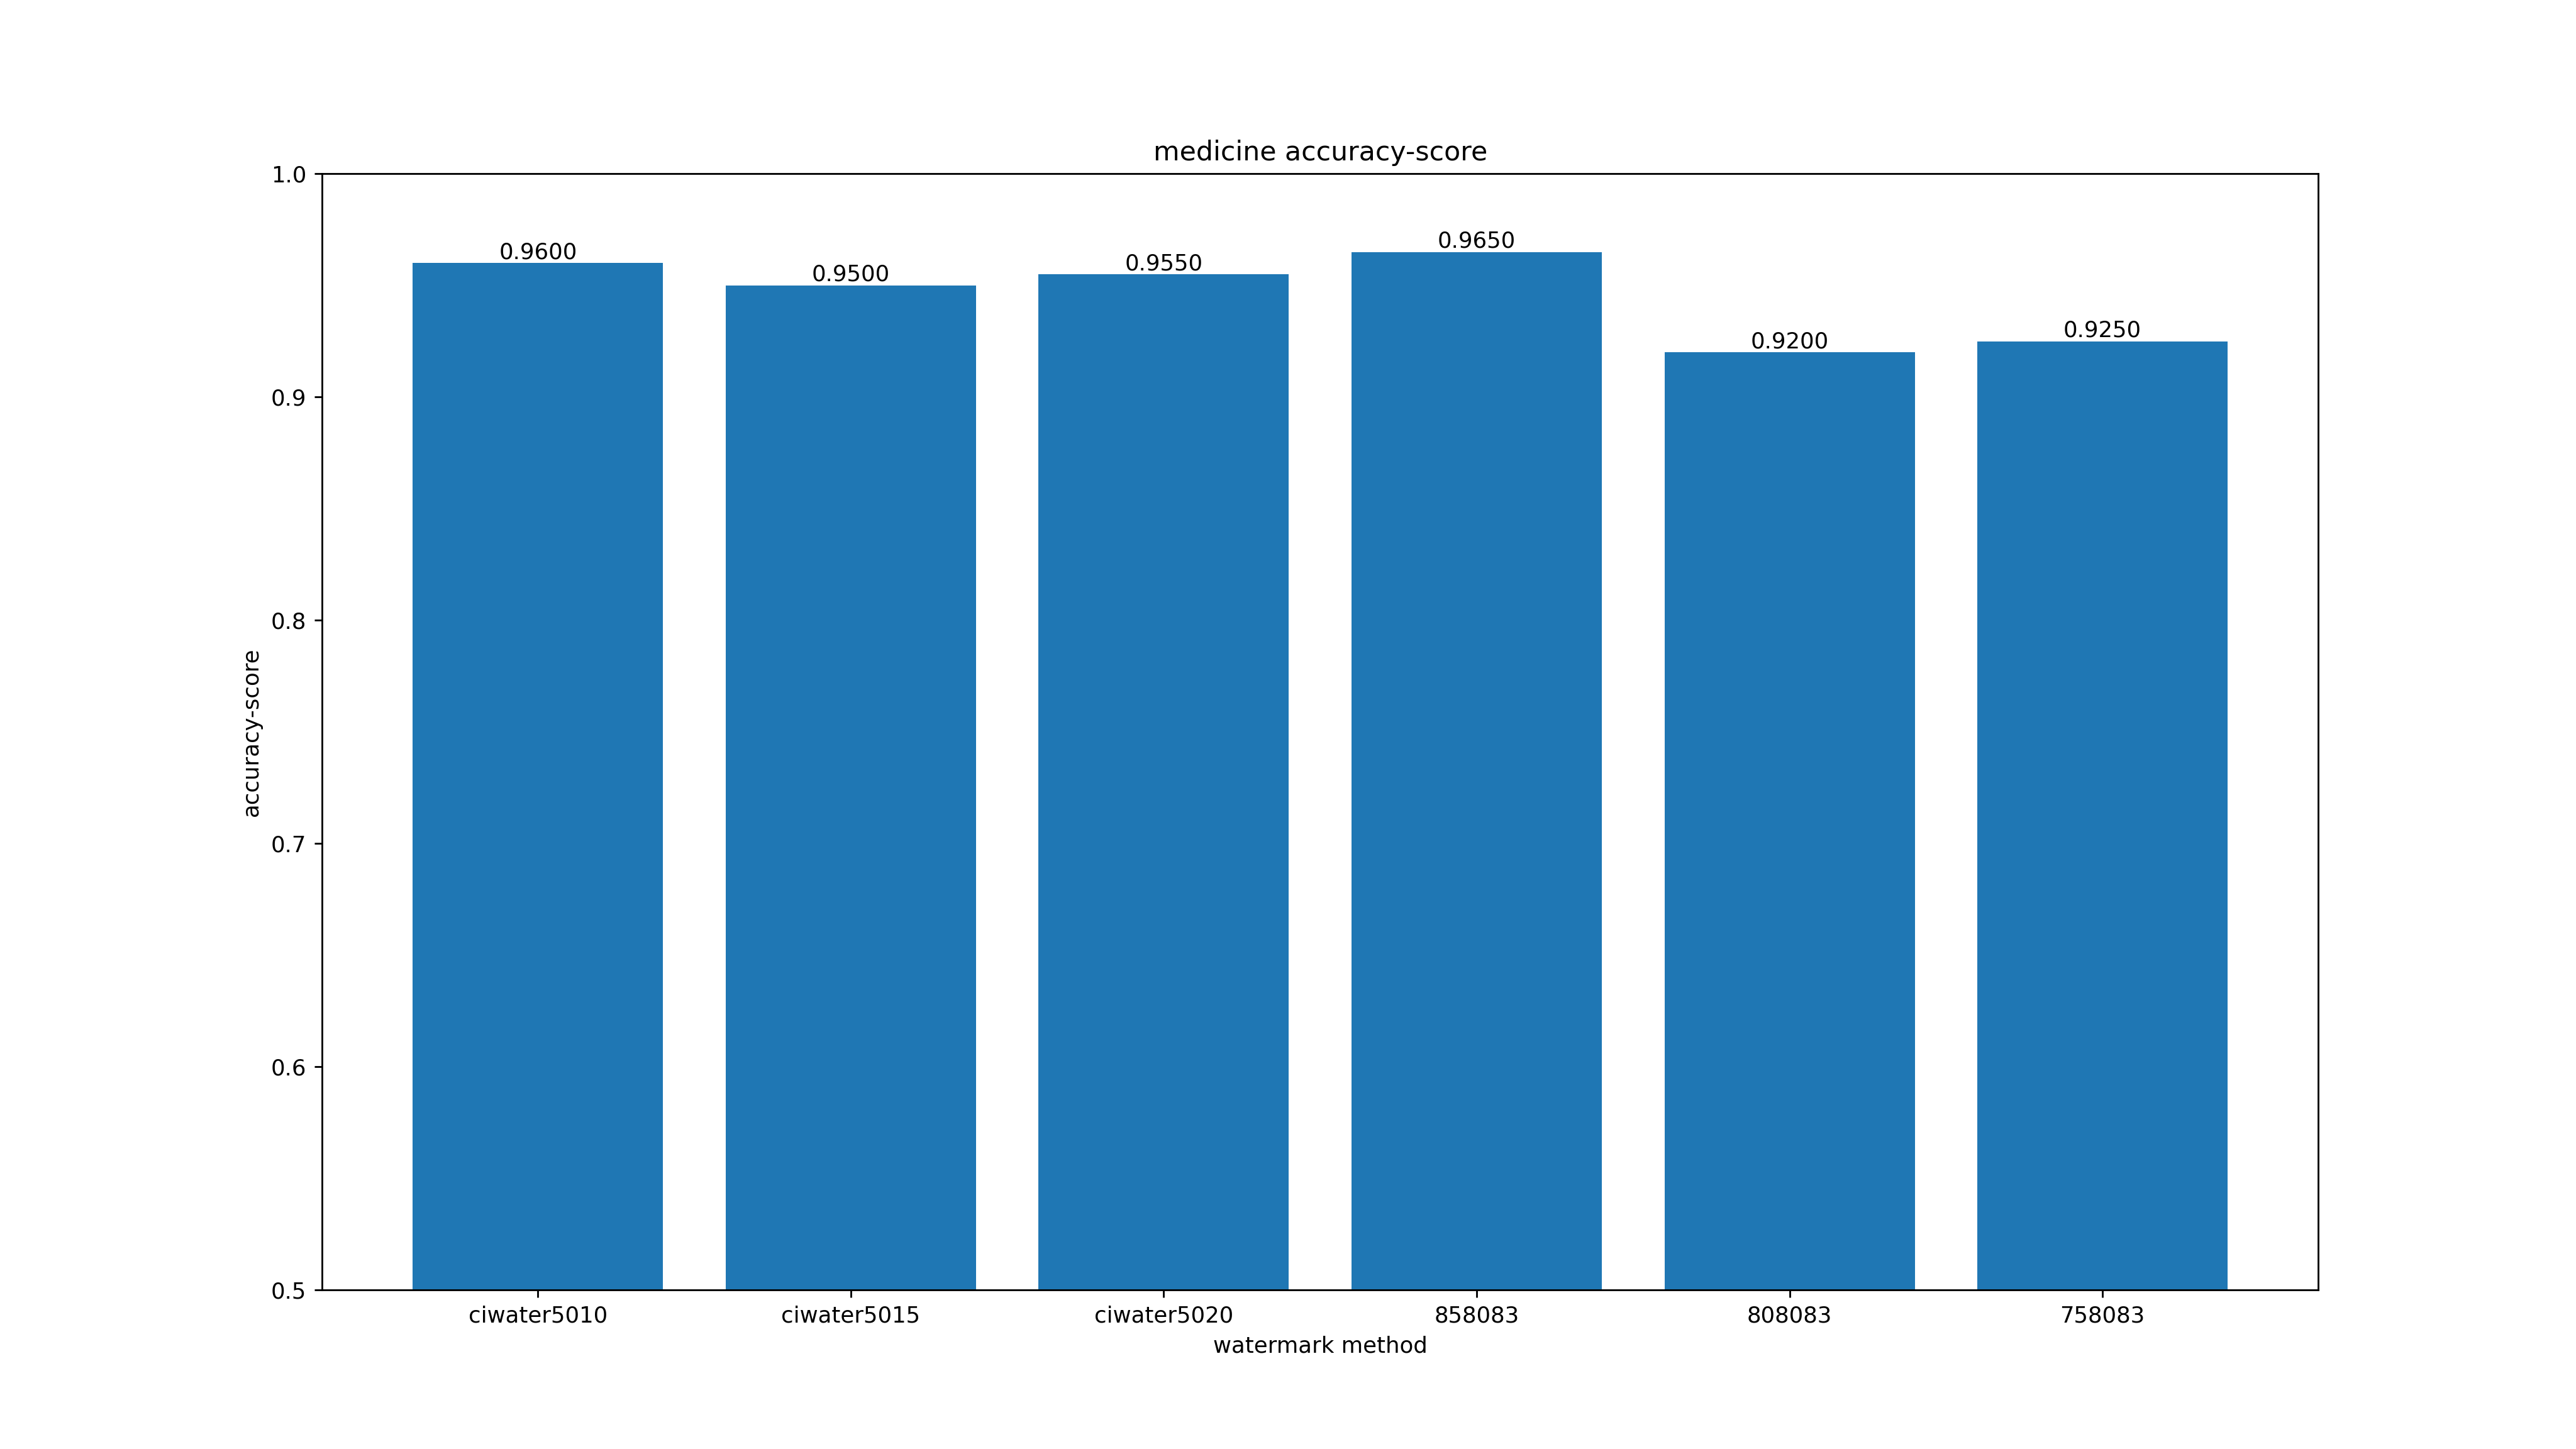 medicine accuracy-score
1.0
0.9
0.8
0.7
0.6
0.5
accuracy-score
0.9600
0.9500
0.9550
0.9650
0.9200
0.9250
ciwater5010
ciwater5015
ciwater5020
858083
808083
758083
watermark method